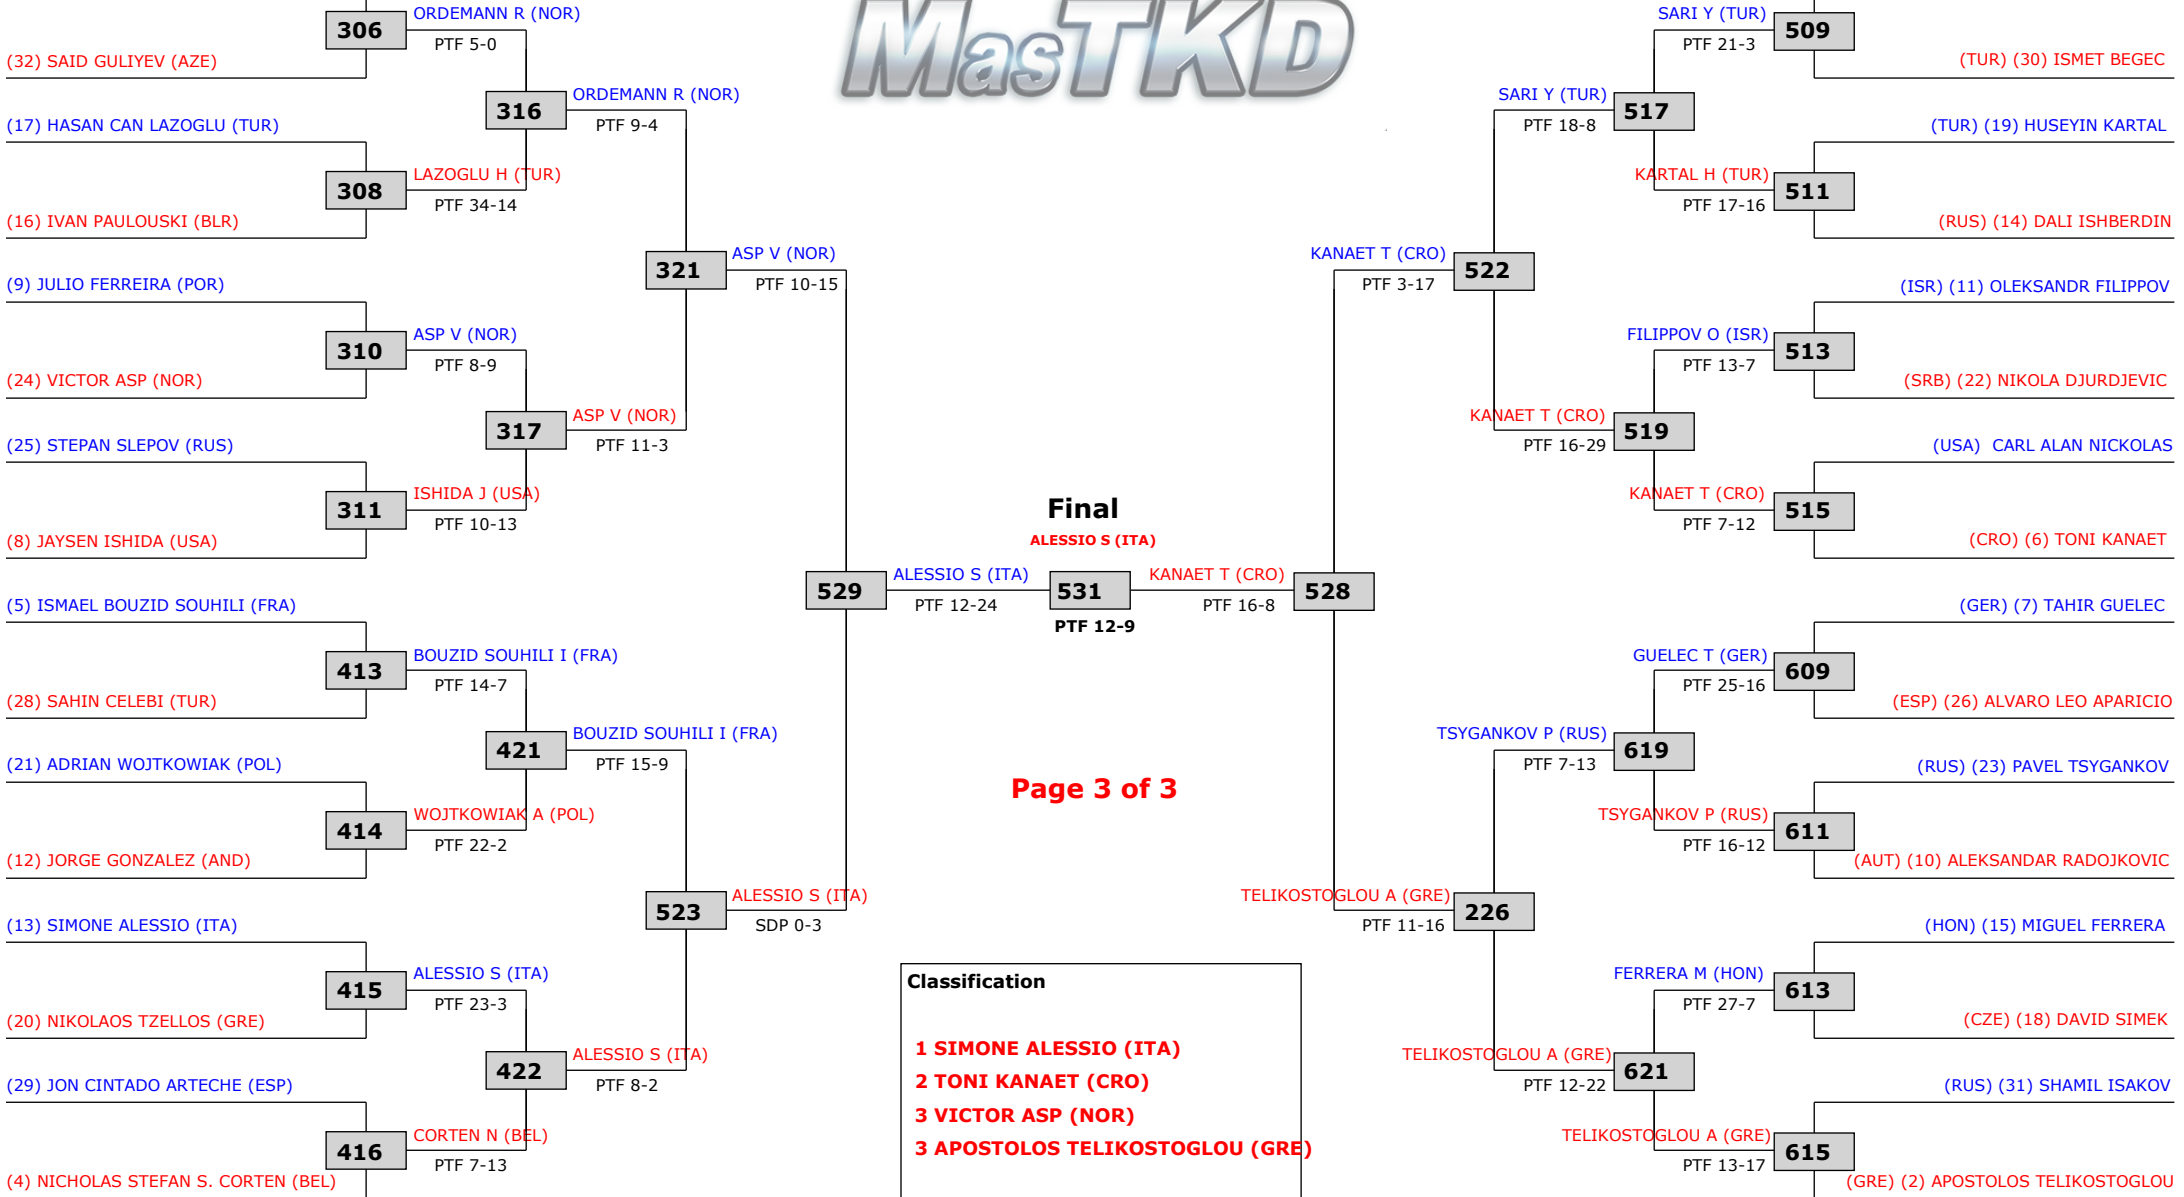 MasTKD
306
ORDEMANN R (NOR)
PTF 5-0
(32) SAID GULIYEV (AZE)
316
ORDEMANN R (NOR)
PTF 9-4
(17) HASAN CAN LAZOGLU (TUR)
308
LAZOGLU H (TUR)
PTF 34-14
(16) IVAN PAULOUSKI (BLR)
321
ASP V (NOR)
PTF 10-15
(9) JULIO FERREIRA (POR)
310
ASP V (NOR)
PTF 8-9
(24) VICTOR ASP (NOR)
317
ASP V (NOR)
PTF 11-3
(25) STEPAN SLEPOV (RUS)
311
ISHIDA J (USA)
PTF 10-13
(8) JAYSEN ISHIDA (USA)
529
ALESSIO S (ITA)
PTF 12-24
(5) ISMAEL BOUZID SOUHILI (FRA)
413
BOUZID SOUHILI I (FRA)
PTF 14-7
(28) SAHIN CELEBI (TUR)
421
BOUZID SOUHILI I (FRA)
PTF 15-9
(21) ADRIAN WOJTKOWIAK (POL)
414
WOJTKOWIAK A (POL)
PTF 22-2
(12) JORGE GONZALEZ (AND)
523
ALESSIO S (ITA)
SDP 0-3
(13) SIMONE ALESSIO (ITA)
415
ALESSIO S (ITA)
PTF 23-3
(20) NIKOLAOS TZELLOS (GRE)
422
ALESSIO S (ITA)
PTF 8-2
(29) JON CINTADO ARTECHE (ESP)
416
CORTEN N (BEL)
PTF 7-13
(4) NICHOLAS STEFAN S. CORTEN (BEL)
Final
ALESSIO S (ITA)
531
PTF 12-9
Page 3 of 3
SARI Y (TUR)
509
PTF 21-3
(TUR) (30) ISMET BEGEC
SARI Y (TUR)
517
PTF 18-8
(TUR) (19) HUSEYIN KARTAL
KARTAL H (TUR)
511
PTF 17-16
(RUS) (14) DALI ISHBERDIN
KANAET T (CRO)
522
PTF 3-17
(ISR) (11) OLEKSANDR FILIPPOV
FILIPPOV O (ISR)
513
PTF 13-7
(SRB) (22) NIKOLA DJURDJEVIC
KANAET T (CRO)
519
PTF 16-29
(USA) CARL ALAN NICKOLAS
KANAET T (CRO)
515
PTF 7-12
(CRO) (6) TONI KANAET
KANAET T (CRO)
528
PTF 16-8
(GER) (7) TAHIR GUELEC
GUELEC T (GER)
609
PTF 25-16
(ESP) (26) ALVARO LEO APARICIO
TSYGANKOV P (RUS)
619
PTF 7-13
(RUS) (23) PAVEL TSYGANKOV
TSYGANKOV P (RUS)
611
PTF 16-12
(AUT) (10) ALEKSANDAR RADOJKOVIC
TELIKOSTOGLOU A (GRE)
226
PTF 11-16
(HON) (15) MIGUEL FERRERA
FERRERA M (HON)
613
PTF 27-7
(CZE) (18) DAVID SIMEK
TELIKOSTOGLOU A (GRE)
621
PTF 12-22
(RUS) (31) SHAMIL ISAKOV
TELIKOSTOGLOU A (GRE)
615
PTF 13-17
(GRE) (2) APOSTOLOS TELIKOSTOGLOU
Classification
1 SIMONE ALESSIO (ITA)
2 TONI KANAET (CRO)
3 VICTOR ASP (NOR)
3 APOSTOLOS TELIKOSTOGLOU (GRE)